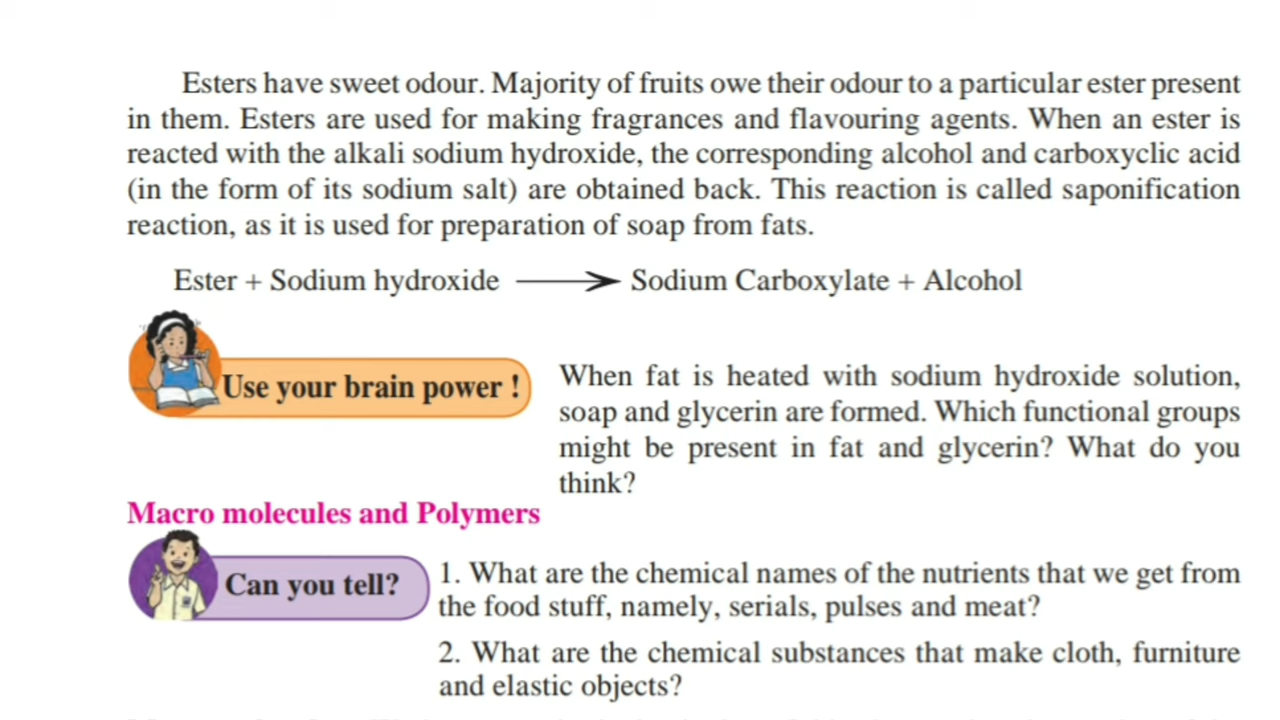 Esters have sweet odour. Majority of fruits owe their odour to a particular ester present
in them. Esters are used for making fragrances and flavouring agents. When an ester is
reacted with the alkali sodium hydroxide, the corresponding alcohol and carboxyclic acid
(in the form of its sodium salt) are obtained back. This reaction is called saponification
reaction, as it is used for preparation of soap from fats.
Ester + Sodium hydroxide ⟶ Sodium Carboxylate + Alcohol
Use your brain power !
When fat is heated with sodium hydroxide solution,
soap and glycerin are formed. Which functional groups
might be present in fat and glycerin? What do you
think?
Macro molecules and Polymers
Can you tell?
1. What are the chemical names of the nutrients that we get from
the food stuff, namely, serials, pulses and meat?
2. What are the chemical substances that make cloth, furniture
and elastic objects?